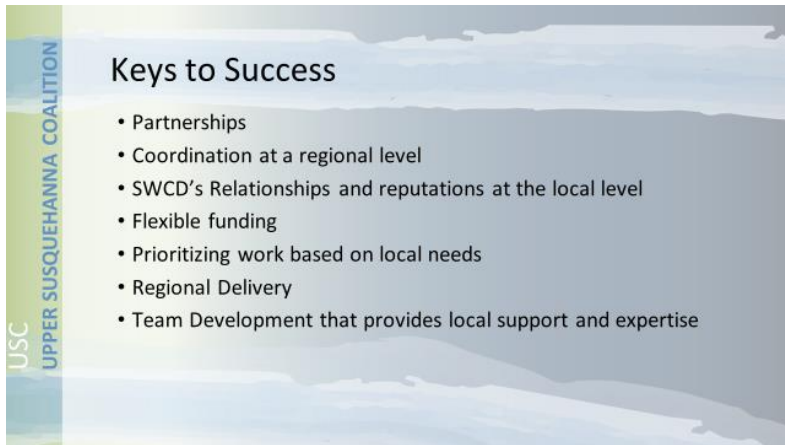 Keys to Success
• Partnerships
• Coordination at a regional level
• SWCD's Relationships and reputations at the local level
• Flexible funding
• Prioritizing work based on local needs
• Regional Delivery
• Team Development that provides local support and expertise
USC
UPPER SUSQUEHANNA COALITION